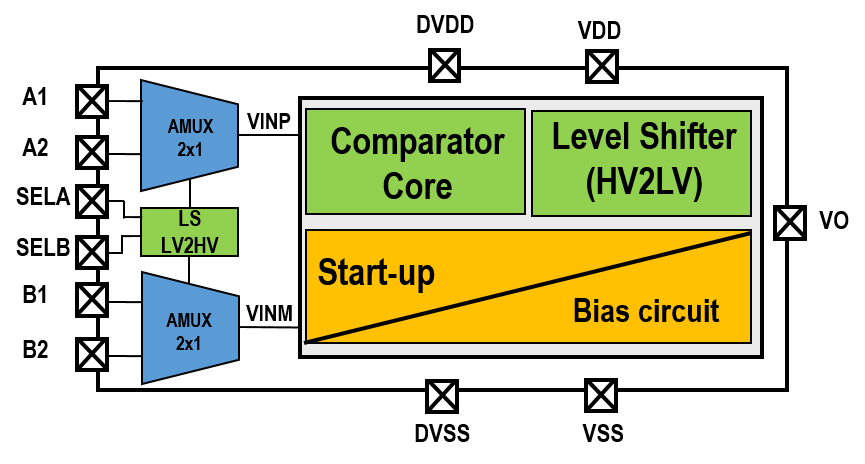 DVDD
VDD
A1
A2
SELA
SELB
B1
B2
AMUX
2x1
VINP
LS
LV2HV
AMUX
2x1
VINM
Comparator
Core
Level Shifter
(HV2LV)
Start-up
Bias circuit
VO
DVSS
VSS